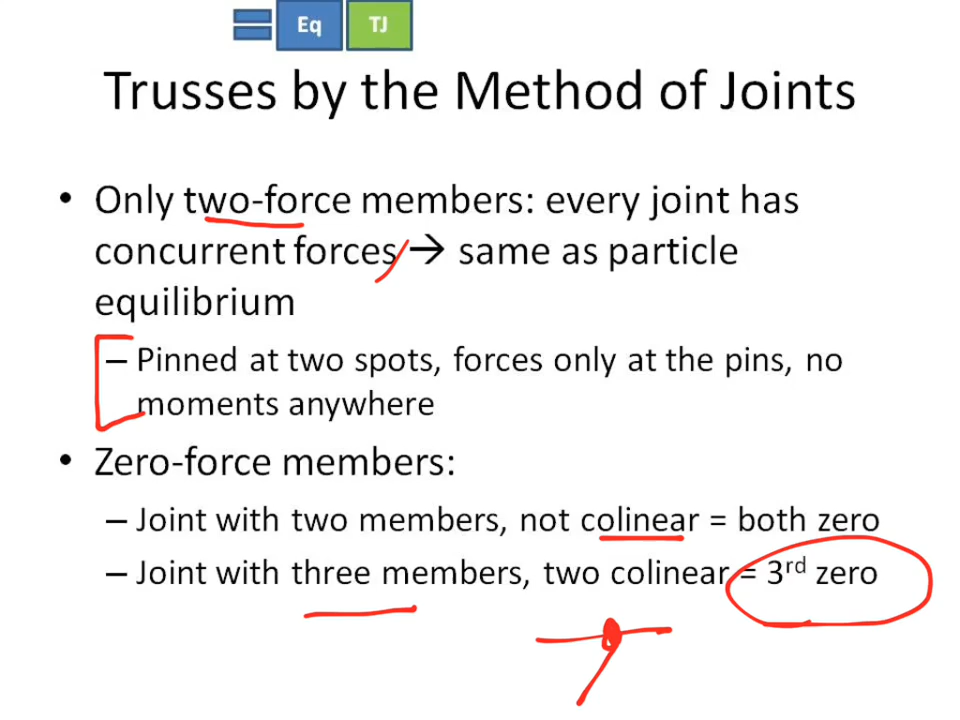 Eq TJ
Trusses by the Method of Joints
• Only two-force members: every joint has
concurrent forces → same as particle
equilibrium
– Pinned at two spots, forces only at the pins, no
moments anywhere
• Zero-force members:
– Joint with two members, not colinear = both zero
– Joint with three members, two colinear = 3rd zero